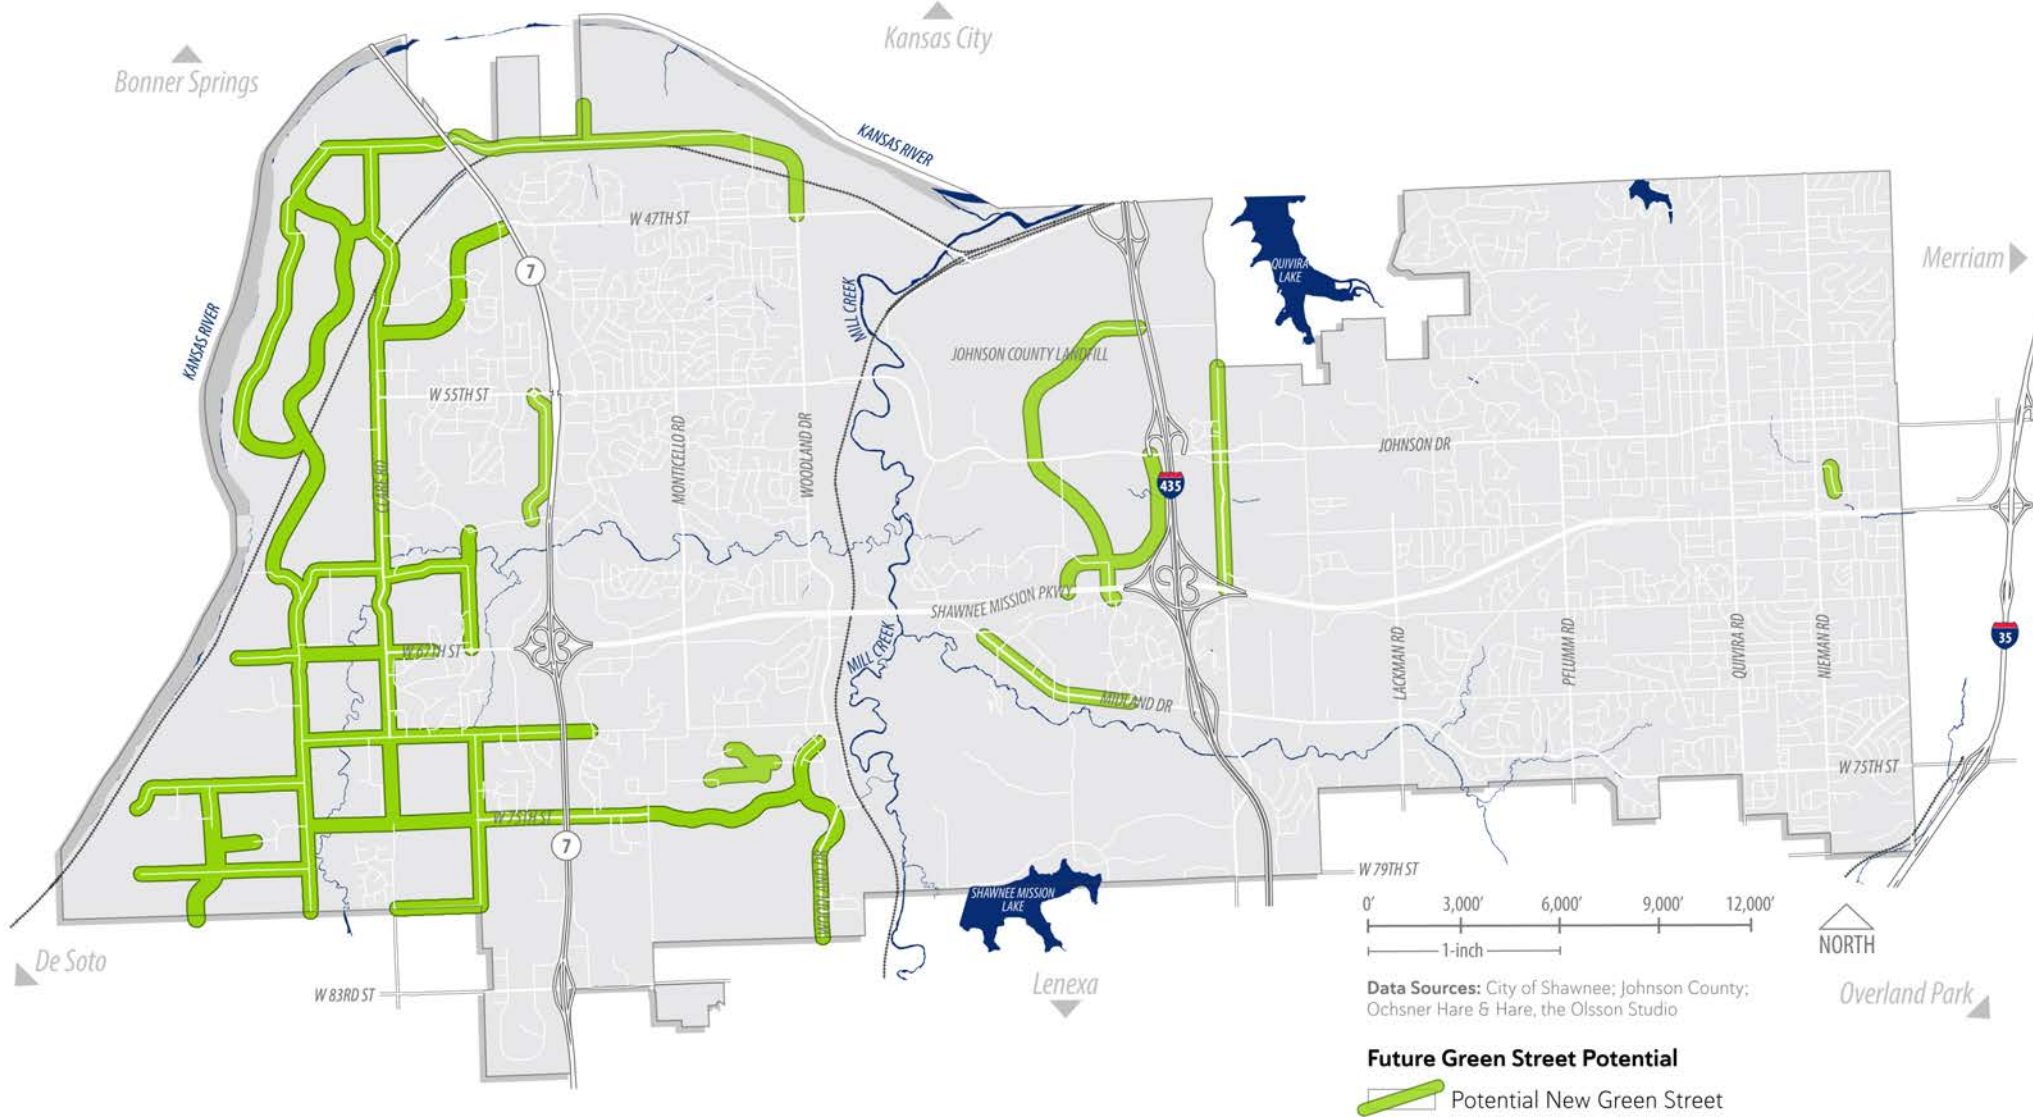 Kansas City
Bonner Springs
KANSAS RIVER
W 47TH ST
Merriam
7
QUIVIRA
LAKE
MILL CREEK
KANSAS RIVER
JOHNSON COUNTY LANDFILL
W 55TH ST
MONTICELLO RD
WOODLAND DR
JOHNSON DR
CLARE RD
435
SHAWNEE MISSION PKWY
35
MILL CREEK
W 67TH ST
LACKMAN RD
PFLUMM RD
QUIVIRA RD
NIEMAN RD
MIDLAND DR
W 75TH ST
W 75TH ST
7
WOODLAND DR
W 79TH ST
SHAWNEE MISSION
LAKE
0'
3,000'
6,000'
9,000'
12,000'
1-inch
NORTH
De Soto
W 83RD ST
Lenexa
Data Sources: City of Shawnee; Johnson County;
Ochsner Hare & Hare, the Olsson Studio
Overland Park
Future Green Street Potential
Potential New Green Street